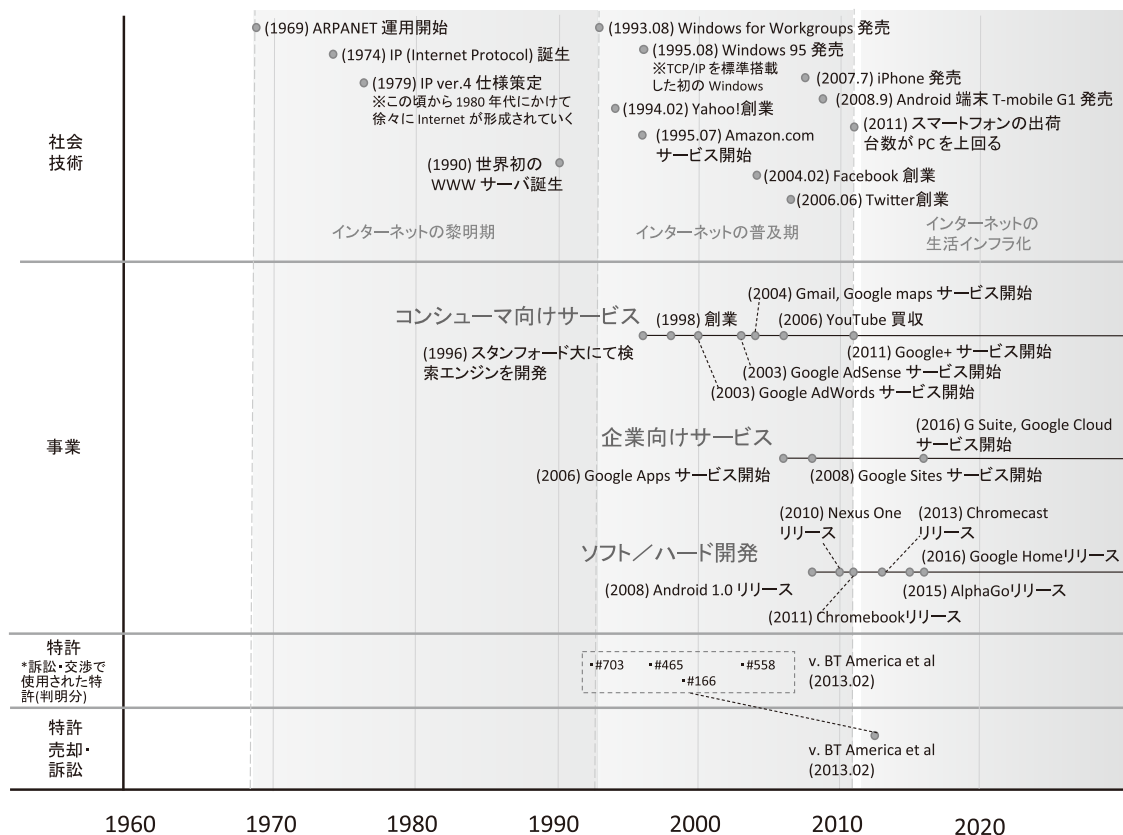 社会
技術
(1969) ARPANET 運用開始
(1974) IP (Internet Protocol) 誕生
(1979) IP ver.4 仕様策定
※この頃から 1980 年代にかけて
徐々に Internet が形成されていく
(1990) 世界初の
WWW サーバ誕生
インターネットの黎明期
(1993.08) Windows for Workgroups 発売
(1995.08) Windows 95 発売
※TCP/IP を標準搭載
した初の Windows
(1994.02) Yahoo!創業
(1995.07) Amazon.com
サービス開始
(2004.02) Facebook 創業
(2006.06) Twitter創業
インターネットの普及期
(2007.7) iPhone 発売
(2008.9) Android 端末 T-mobile G1 発売
(2011) スマートフォンの出荷
台数が PC を上回る
インターネットの
生活インフラ化
事業
コンシューマ向けサービス
(1996) スタンフォード大にて検
索エンジンを開発
(1998) 創業
(2004) Gmail, Google maps サービス開始
(2006) YouTube 買収
(2011) Google+ サービス開始
(2003) Google AdSense サービス開始
(2003) Google AdWords サービス開始
企業向けサービス
(2016) G Suite, Google Cloud
サービス開始
(2006) Google Apps サービス開始
(2008) Google Sites サービス開始
ソフト／ハード開発
(2010) Nexus One
リリース
(2013) Chromecast
リリース
(2016) Google Homeリリース
(2008) Android 1.0 リリース
(2015) AlphaGoリリース
(2011) Chromebookリリース
特許
*訴訟・交渉で
使用された特
許(判明分)
・#703
・#465
・#558
・#166
v. BT America et al
(2013.02)
特許
売却・
訴訟
v. BT America et al
(2013.02)
1960
1970
1980
1990
2000
2010
2020